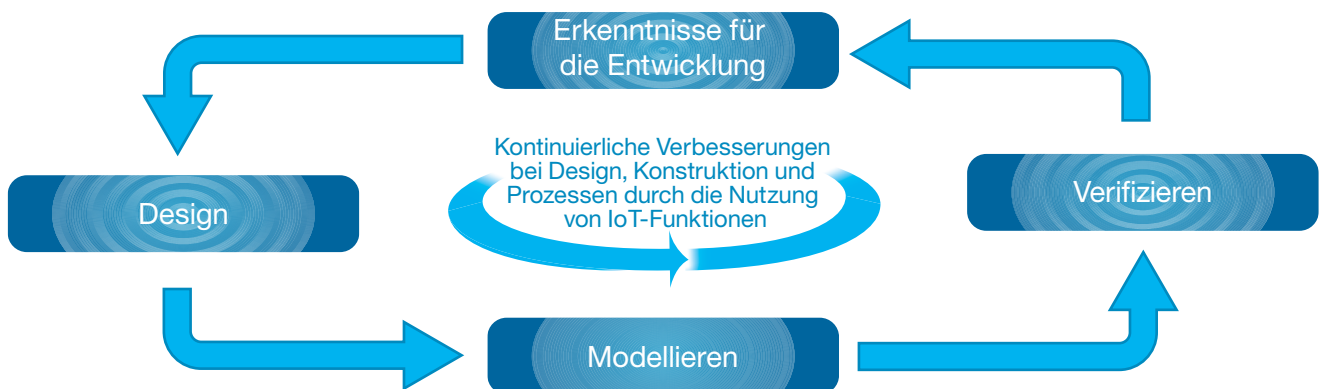 Erkenntnisse für
die Entwicklung
Kontinuierliche Verbesserungen
bei Design, Konstruktion und
Prozessen durch die Nutzung
von IoT-Funktionen
Design
Verifizieren
Modellieren